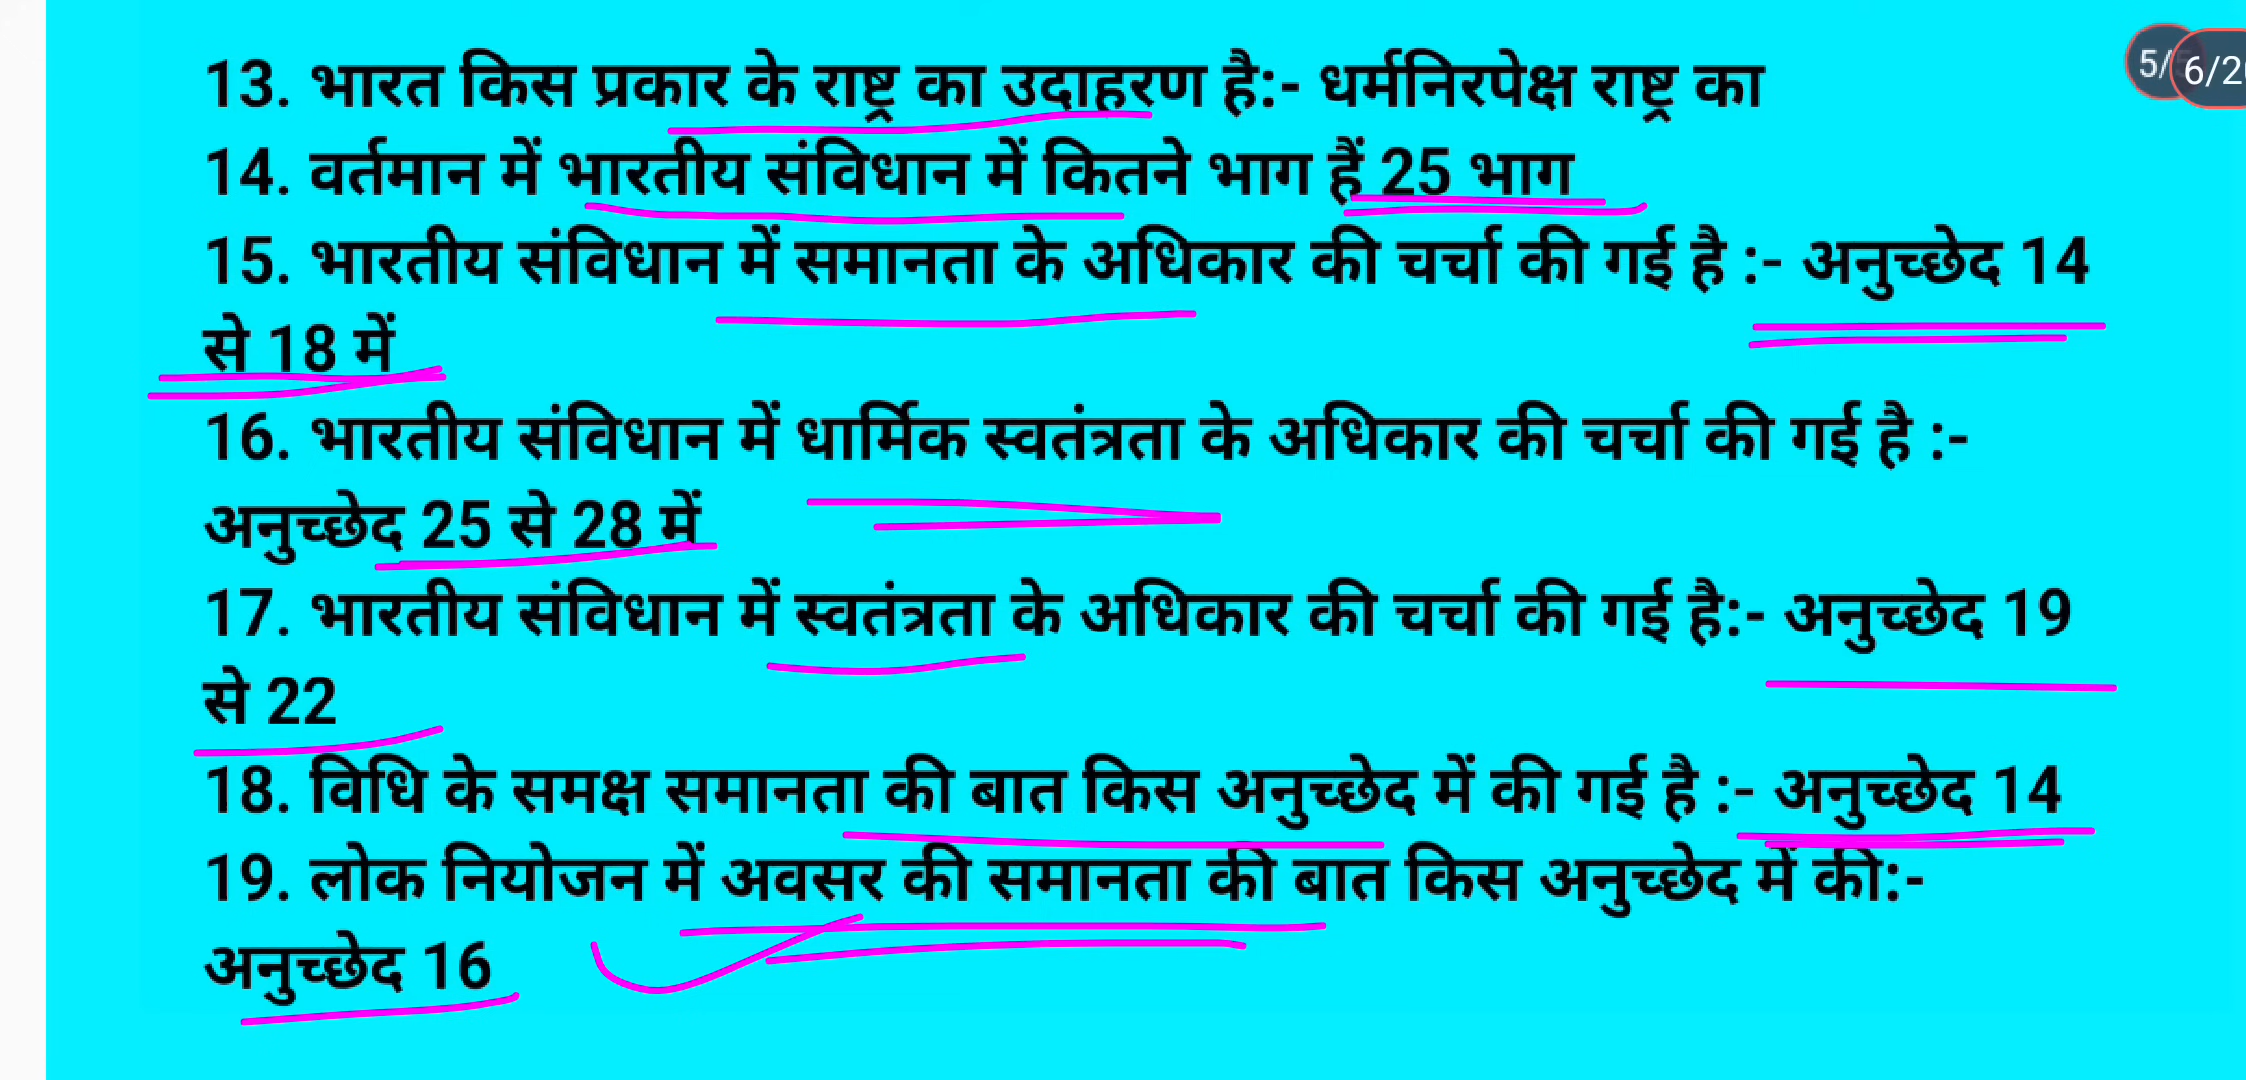 13. भारत किस प्रकार के राष्ट्र का उदाहरण है:- धर्मनिरपेक्ष राष्ट्र का
14. वर्तमान में भारतीय संविधान में कितने भाग हैं 25 भाग
15. भारतीय संविधान में समानता के अधिकार की चर्चा की गई है :- अनुच्छेद 14
से 18 में
16. भारतीय संविधान में धार्मिक स्वतंत्रता के अधिकार की चर्चा की गई है :-
अनुच्छेद 25 से 28 में
17. भारतीय संविधान में स्वतंत्रता के अधिकार की चर्चा की गई है:- अनुच्छेद 19
से 22
18. विधि के समक्ष समानता की बात किस अनुच्छेद में की गई है :- अनुच्छेद 14
19. लोक नियोजन में अवसर की समानता की बात किस अनुच्छेद में की:-
अनुच्छेद 16